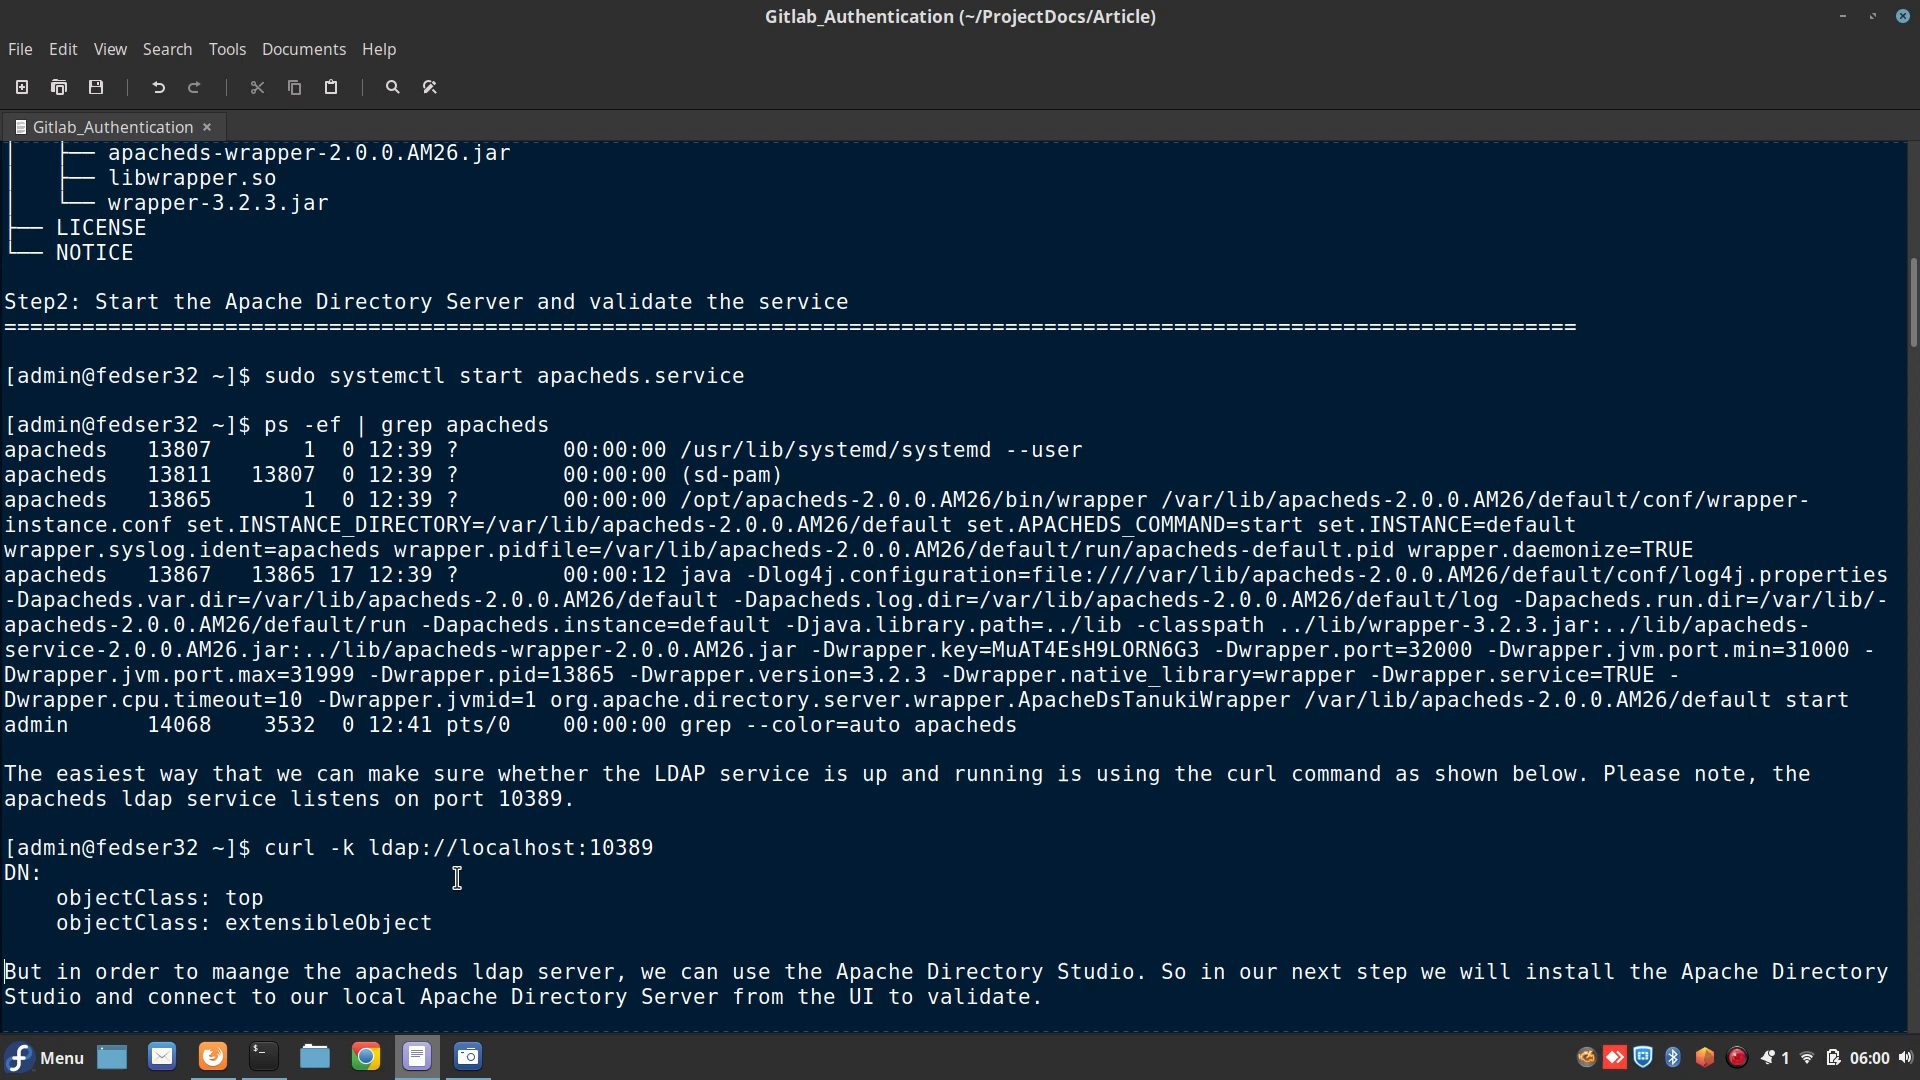 Gitlab_Authentication (~/ProjectDocs/Article)
File Edit View Search Tools Documents Help
Gitlab_Authentication
│   ├── apacheds-wrapper-2.0.0.AM26.jar
│   ├── libwrapper.so
│   └── wrapper-3.2.3.jar
├── LICENSE
└── NOTICE
Step2: Start the Apache Directory Server and validate the service
=========================================================================================================================
[admin@fedser32 ~]$ sudo systemctl start apacheds.service
[admin@fedser32 ~]$ ps -ef | grep apacheds
apacheds   13807       1  0 12:39 ?        00:00:00 /usr/lib/systemd/systemd --user
apacheds   13811   13807  0 12:39 ?        00:00:00 (sd-pam)
apacheds   13865       1  0 12:39 ?        00:00:00 /opt/apacheds-2.0.0.AM26/bin/wrapper /var/lib/apacheds-2.0.0.AM26/default/conf/wrapper-
instance.conf set.INSTANCE_DIRECTORY=/var/lib/apacheds-2.0.0.AM26/default set.APACHEDS_COMMAND=start set.INSTANCE=default
wrapper.syslog.ident=apacheds wrapper.pidfile=/var/lib/apacheds-2.0.0.AM26/default/run/apacheds-default.pid wrapper.daemonize=TRUE
apacheds   13867   13865 17 12:39 ?        00:00:12 java -Dlog4j.configuration=file:////var/lib/apacheds-2.0.0.AM26/default/conf/log4j.properties
-Dapacheds.var.dir=/var/lib/apacheds-2.0.0.AM26/default -Dapacheds.log.dir=/var/lib/apacheds-2.0.0.AM26/default/log -Dapacheds.run.dir=/var/lib/-
apacheds-2.0.0.AM26/default/run -Dapacheds.instance=default -Djava.library.path=../lib -classpath ../lib/wrapper-3.2.3.jar:../lib/apacheds-
service-2.0.0.AM26.jar:../lib/apacheds-wrapper-2.0.0.AM26.jar -Dwrapper.key=MuAT4EsH9LORN6G3 -Dwrapper.port=32000 -Dwrapper.jvm.port.min=31000 -
Dwrapper.jvm.port.max=31999 -Dwrapper.pid=13865 -Dwrapper.version=3.2.3 -Dwrapper.native_library=wrapper -Dwrapper.service=TRUE -
Dwrapper.cpu.timeout=10 -Dwrapper.jvmid=1 org.apache.directory.server.wrapper.ApacheDsTanukiWrapper /var/lib/apacheds-2.0.0.AM26/default start
admin      14068    3532  0 12:41 pts/0    00:00:00 grep --color=auto apacheds
The easiest way that we can make sure whether the LDAP service is up and running is using the curl command as shown below. Please note, the
apacheds ldap service listens on port 10389.
[admin@fedser32 ~]$ curl -k ldap://localhost:10389
DN:
    objectClass: top
    objectClass: extensibleObject
But in order to maange the apacheds ldap server, we can use the Apache Directory Studio. So in our next step we will install the Apache Directory
Studio and connect to our local Apache Directory Server from the UI to validate.
Menu 1 06:00